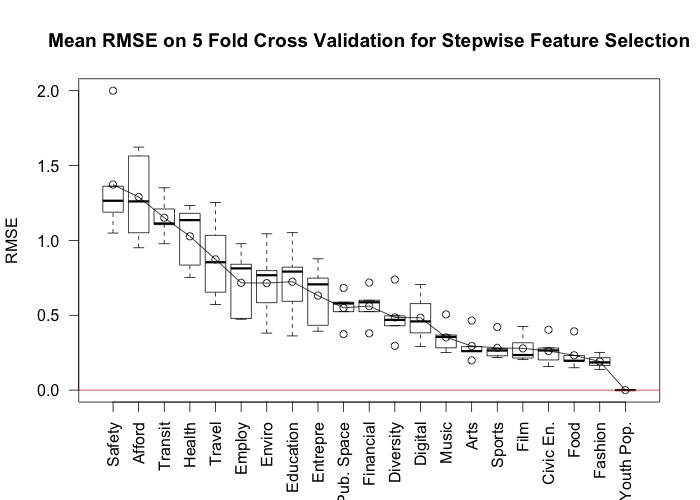 Mean RMSE on 5 Fold Cross Validation for Stepwise Feature Selection
RMSE
2.0
1.5
1.0
0.5
0.0
Safety
Afford
Transit
Health
Travel
Employ
Enviro
Education
Entrepre
Pub. Space
Financial
Diversity
Digital
Music
Arts
Sports
Film
Civic En.
Food
Fashion
Youth Pop.